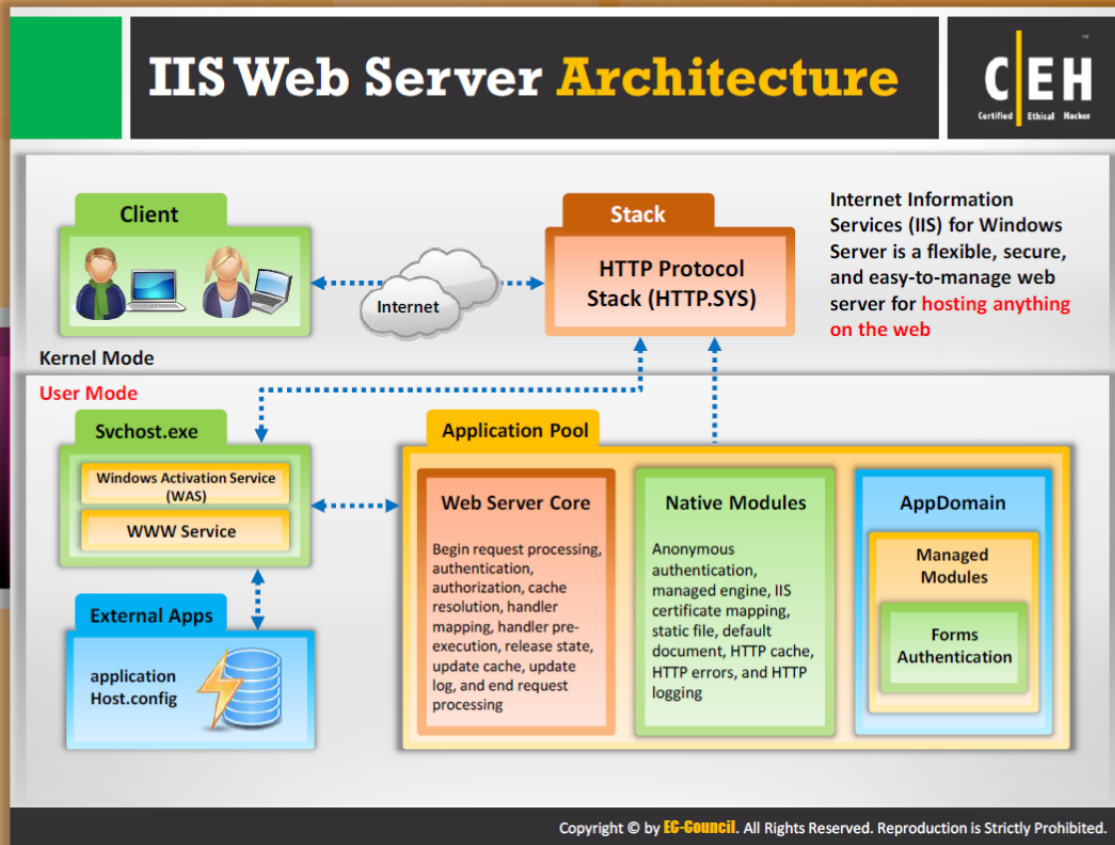 IIS Web Server Architecture
C|EH
Certified Ethical Hacker
TM
Client
Internet
Stack
HTTP Protocol
Stack (HTTP.SYS)
Internet Information
Services (IIS) for Windows
Server is a flexible, secure,
and easy-to-manage web
server for hosting anything
on the web
Kernel Mode
User Mode
Svchost.exe
Windows Activation Service
(WAS)
WWW Service
External Apps
application
Host.config
Application Pool
Web Server Core
Begin request processing,
authentication,
authorization, cache
resolution, handler
mapping, handler pre-
execution, release state,
update cache, update
log, and end request
processing
Native Modules
Anonymous
authentication,
managed engine, IIS
certificate mapping,
static file, default
document, HTTP cache,
HTTP errors, and HTTP
logging
AppDomain
Managed
Modules
Forms
Authentication
Copyright © by EC-Council. All Rights Reserved. Reproduction is Strictly Prohibited.